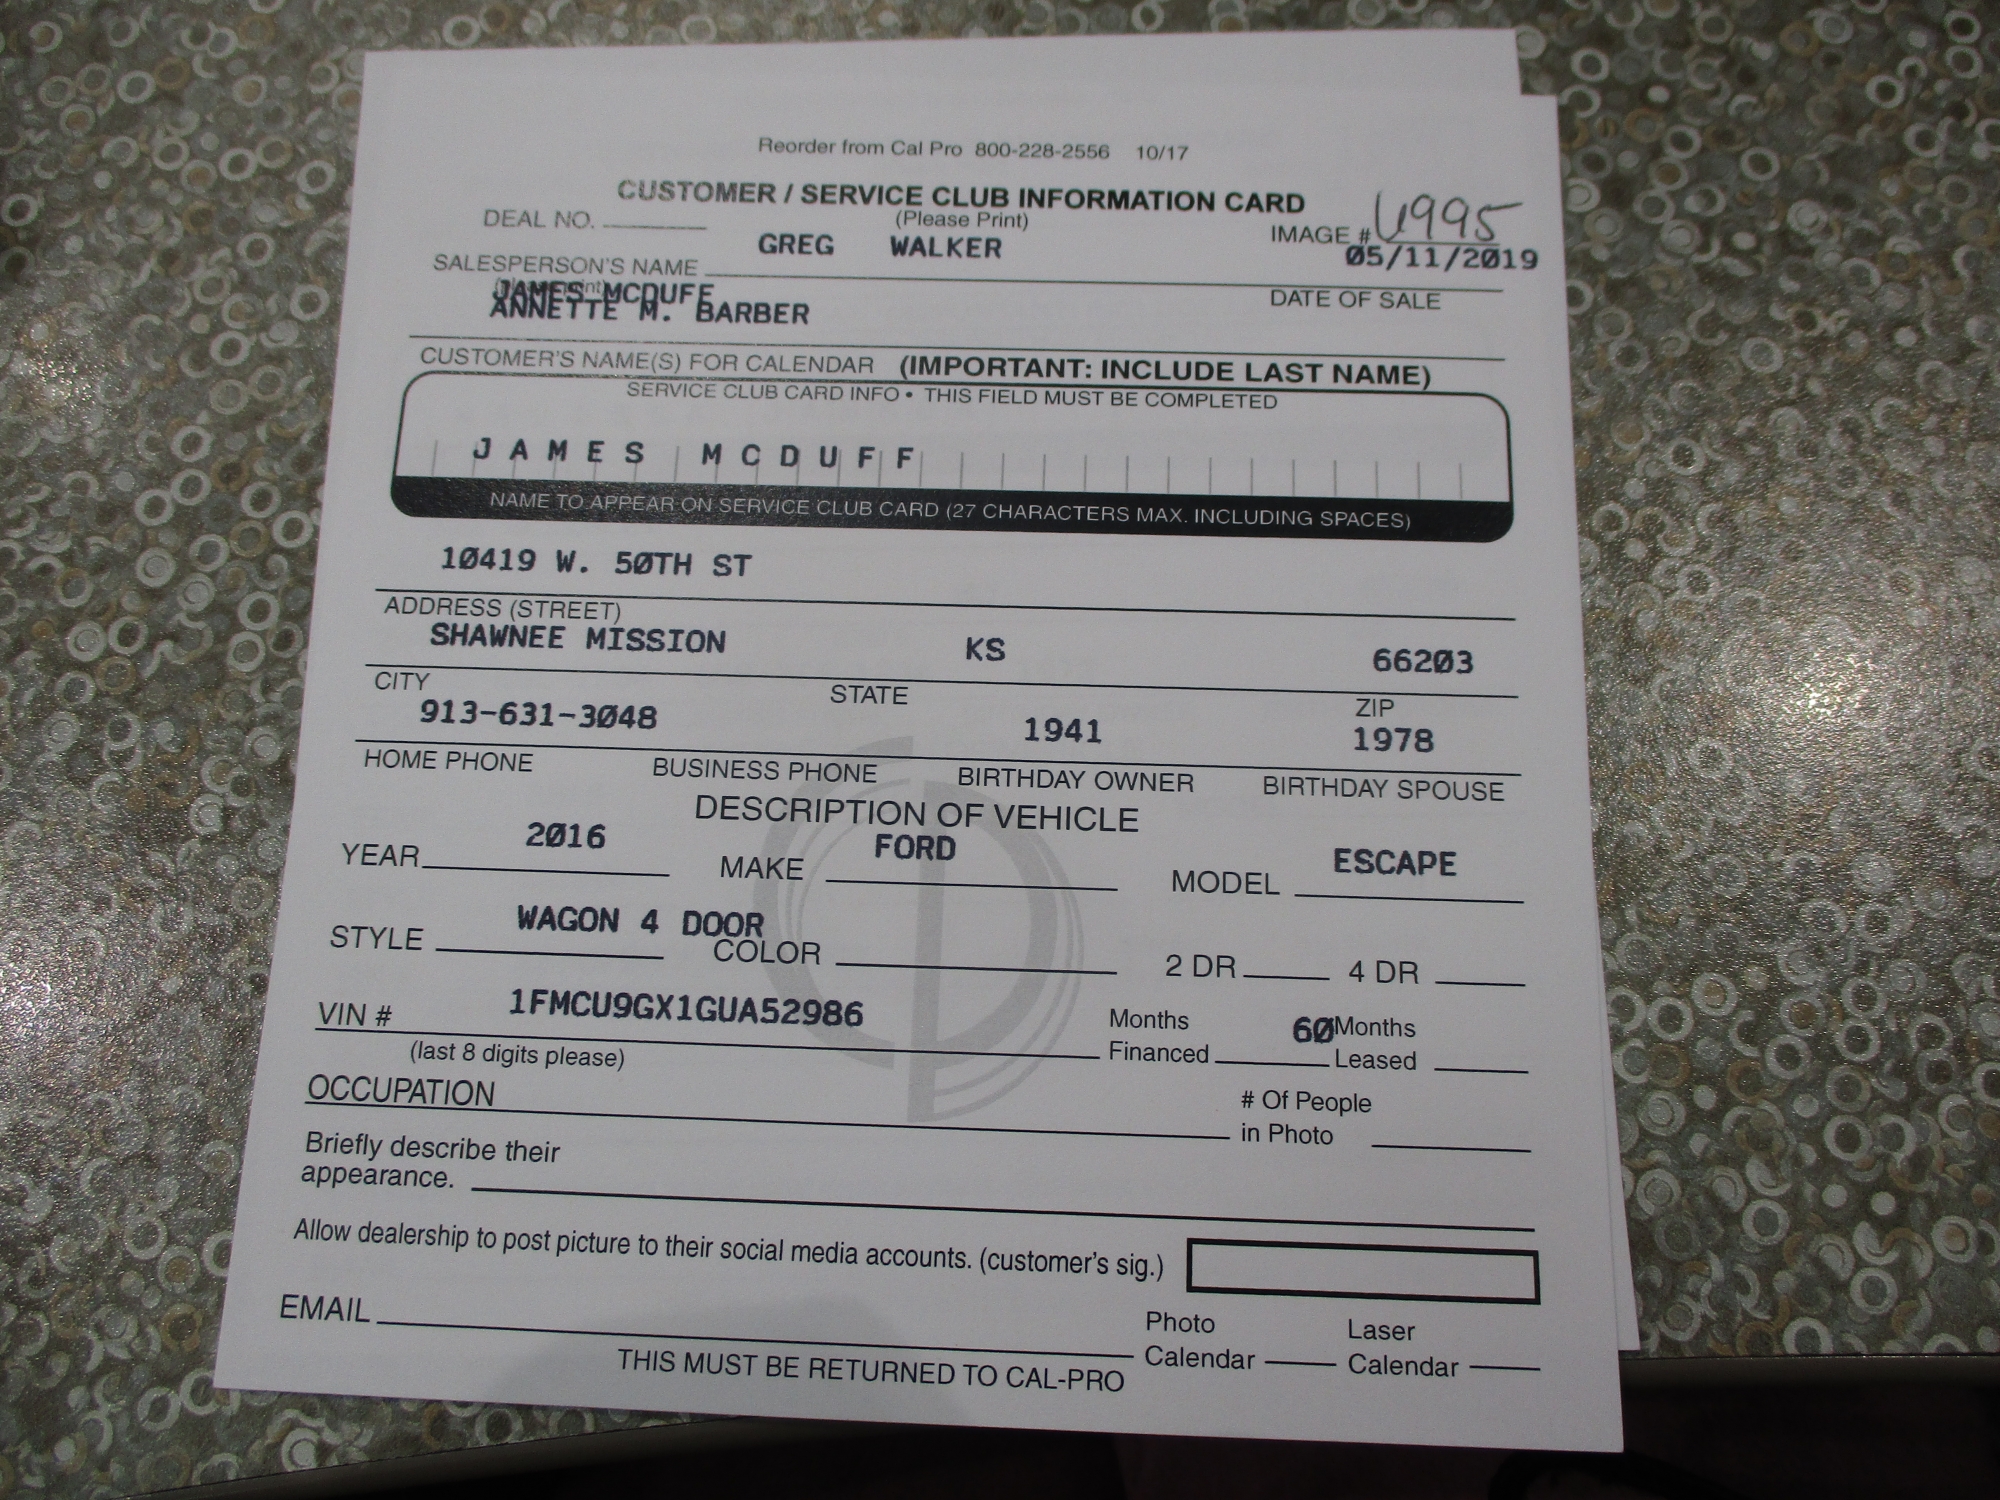 Reorder from Cal Pro 800-228-2556 10/17
CUSTOMER / SERVICE CLUB INFORMATION CARD
(Please Print)
DEAL NO.
IMAGE # 6995
GREG WALKER
05/11/2019
SALESPERSON'S NAME
DATE OF SALE
JAMES MCDUFF
ANNETTE M. BARBER
CUSTOMER'S NAME(S) FOR CALENDAR (IMPORTANT: INCLUDE LAST NAME)
SERVICE CLUB CARD INFO • THIS FIELD MUST BE COMPLETED
JAMES MCDUFF
NAME TO APPEAR ON SERVICE CLUB CARD (27 CHARACTERS MAX. INCLUDING SPACES)
10419 W. 50TH ST
ADDRESS (STREET)
SHAWNEE MISSION KS 66203
CITY STATE ZIP
913-631-3048 1941 1978
HOME PHONE BUSINESS PHONE BIRTHDAY OWNER BIRTHDAY SPOUSE
DESCRIPTION OF VEHICLE
YEAR 2016 MAKE FORD MODEL ESCAPE
STYLE WAGON 4 DOOR COLOR 2 DR 4 DR
VIN # 1FMCU9GX1GUA52986 Months Financed 60 Months Leased
(last 8 digits please)
OCCUPATION # Of People in Photo
Briefly describe their
appearance.
Allow dealership to post picture to their social media accounts. (customer's sig.)
EMAIL Photo Calendar Laser Calendar
THIS MUST BE RETURNED TO CAL-PRO